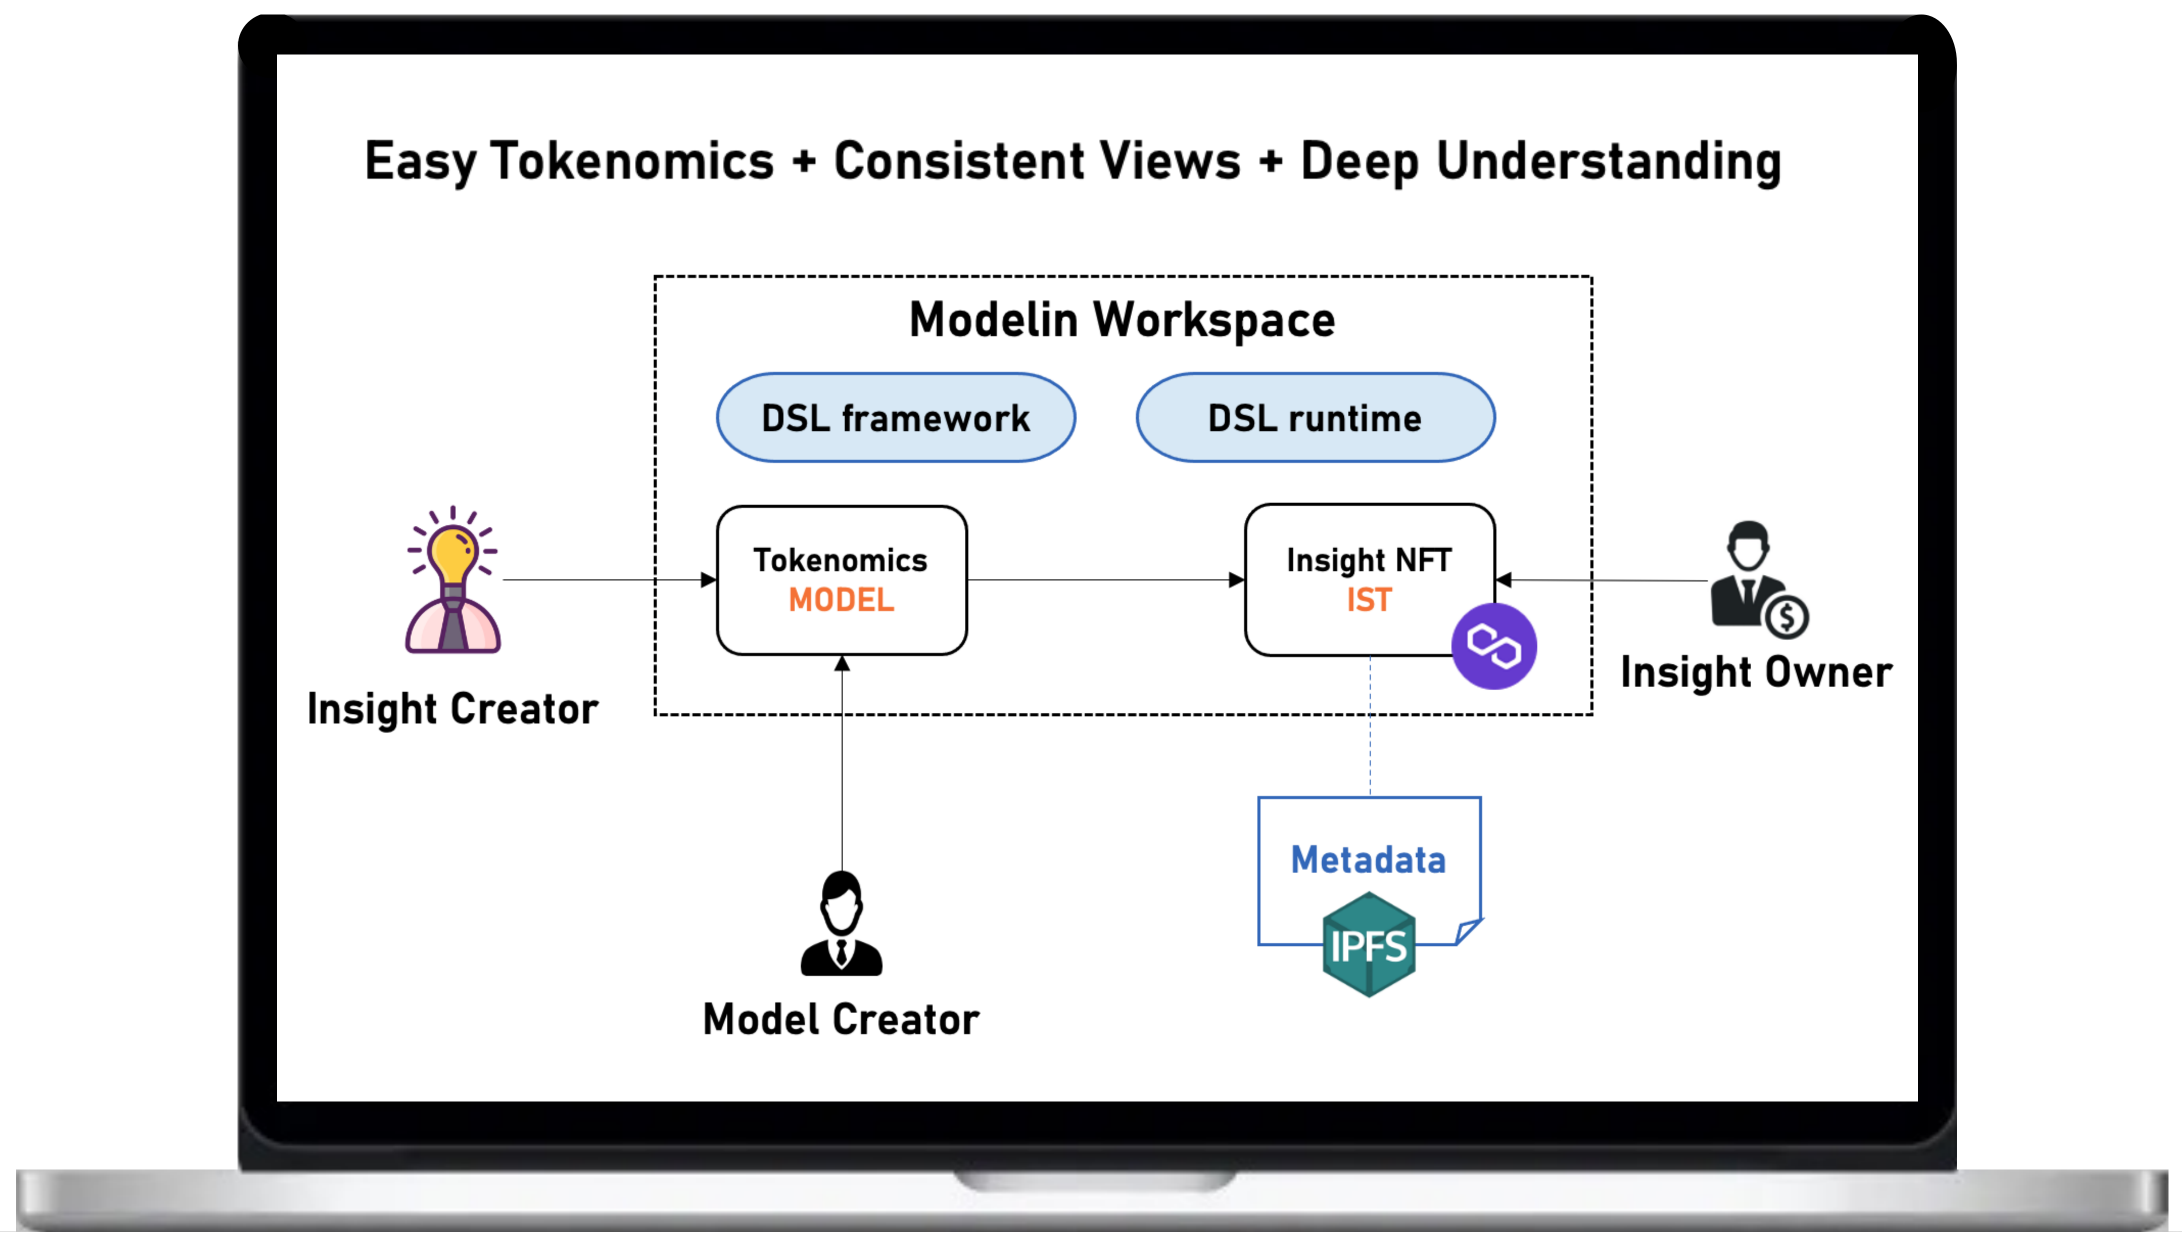 Easy Tokenomics + Consistent Views + Deep Understanding
Modelin Workspace
DSL framework
DSL runtime
Tokenomics
MODEL
Insight NFT
IST
Insight Creator
Insight Owner
Metadata
IPFS
Model Creator
$